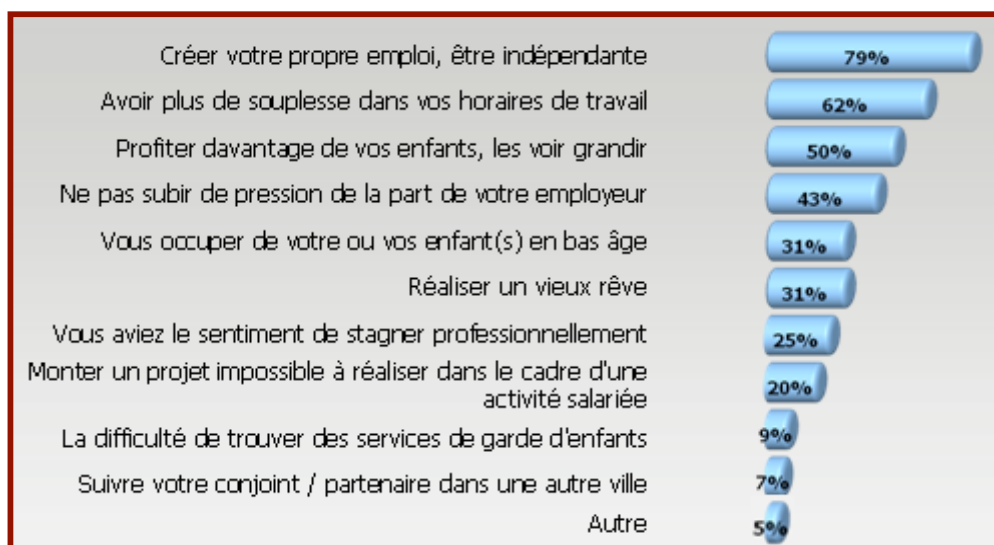 Créer votre propre emploi, être indépendante 79%
Avoir plus de souplesse dans vos horaires de travail 62%
Profiter davantage de vos enfants, les voir grandir 50%
Ne pas subir de pression de la part de votre employeur 43%
Vous occuper de votre ou vos enfant(s) en bas âge 31%
Réaliser un vieux rêve 31%
Vous aviez le sentiment de stagner professionnellement 25%
Monter un projet impossible à réaliser dans le cadre d'une
activité salariée 20%
La difficulté de trouver des services de garde d'enfants 9%
Suivre votre conjoint / partenaire dans une autre ville 7%
Autre 5%